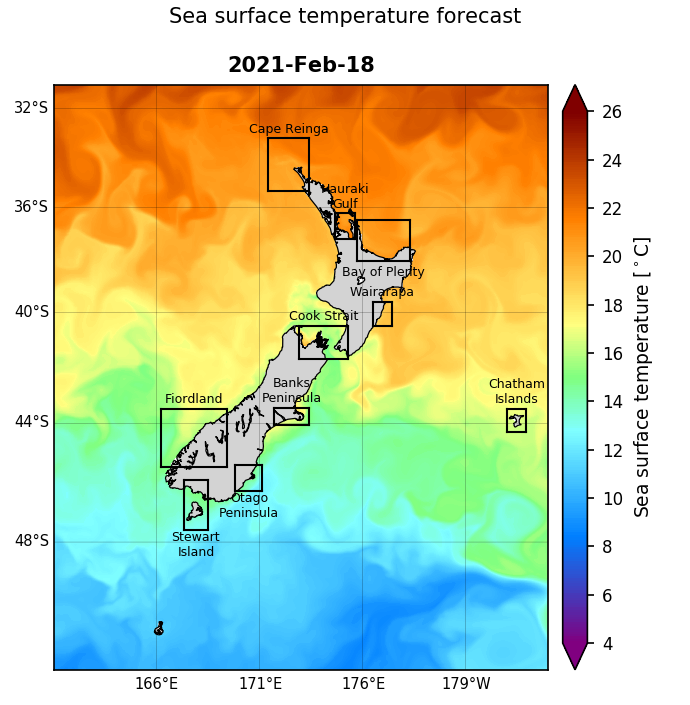 Sea surface temperature forecast
2021-Feb-18
32°S
36°S
40°S
44°S
48°S
Cape Reinga
Hauraki
Gulf
Bay of Plenty
Wairarapa
Cook Strait
Banks
Peninsula
Fiordland
Chatham
Islands
Otago
Peninsula
Stewart
Island
166°E
171°E
176°E
179°W
26
24
22
20
18
16
14
12
10
8
6
4
Sea surface temperature [°C]